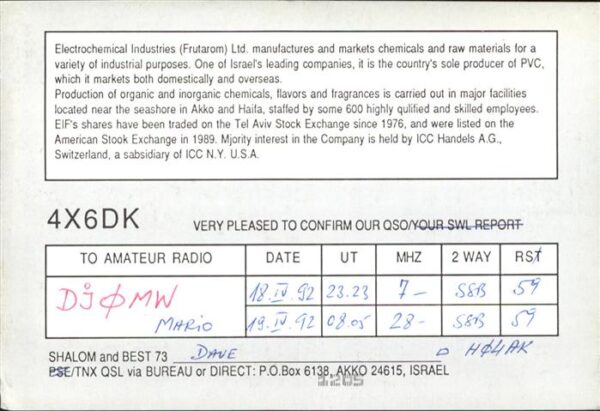 Electrochemical Industries (Frutarom) Ltd. manufactures and markets chemicals and raw materials for a
variety of industrial purposes. One of Israel's leading companies, it is the country's sole producer of PVC,
which it markets both domestically and overseas.
Production of organic and inorganic chemicals, flavors and fragrances is carried out in major facilities
located near the seashore in Akko and Haifa, staffed by some 600 highly qulified and skilled employees.
EIF's shares have been traded on the Tel Aviv Stock Exchange since 1976, and were listed on the
American Stook Exchange in 1989. Mjority interest in the Company is held by ICC Handels A.G.,
Switzerland, a sabsidiary of ICC N.Y. U.S.A.
4X6DK VERY PLEASED TO CONFIRM OUR QSO/YOUR SWL REPORT
TO AMATEUR RADIO DATE UT MHZ 2 WAY RST
DJØMW 18.IV.92 23.23 7- SSB 59
MARIO 19.IV.92 08.05 28- SSB 59
SHALOM and BEST 73 DAVE HØ4AK
PSE/TNX QSL via BUREAU or DIRECT: P.O.Box 6138, AKKO 24615, ISRAEL